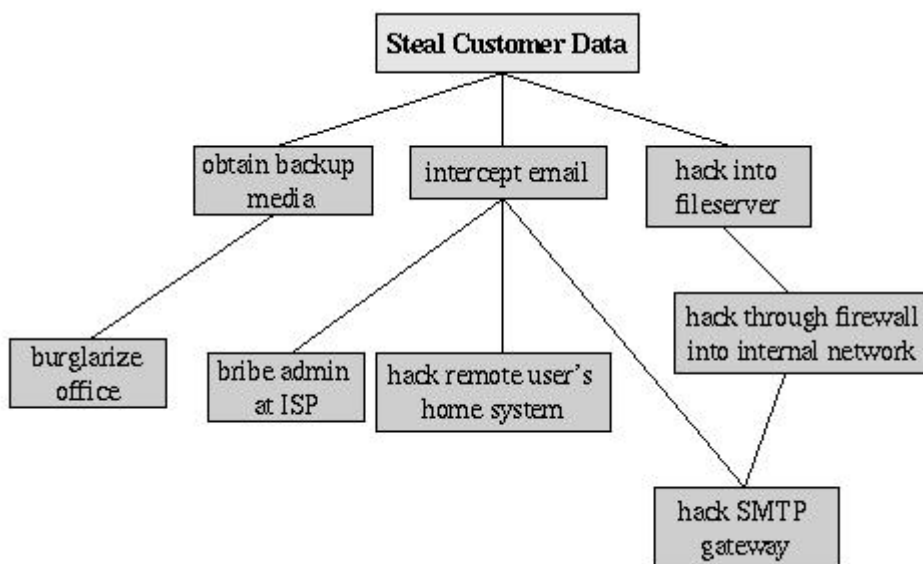 Steal Customer Data
obtain backup
media
intercept email
hack into
fileserver
burglarize
office
bribe admin
at ISP
hack remote user's
home system
hack through firewall
into internal network
hack SMTP
gateway